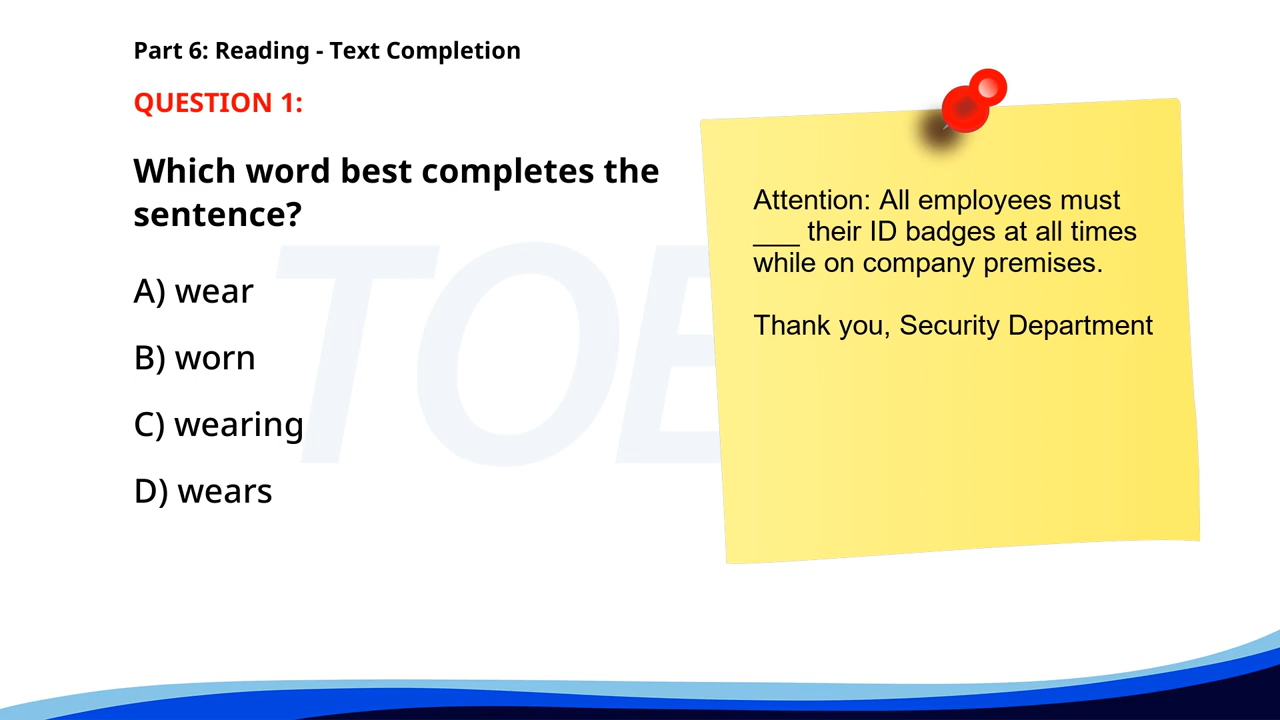 Part 6: Reading - Text Completion
QUESTION 1:
Which word best completes the
sentence?
A) wear
B) worn
C) wearing
D) wears
Attention: All employees must
___ their ID badges at all times
while on company premises.
Thank you, Security Department